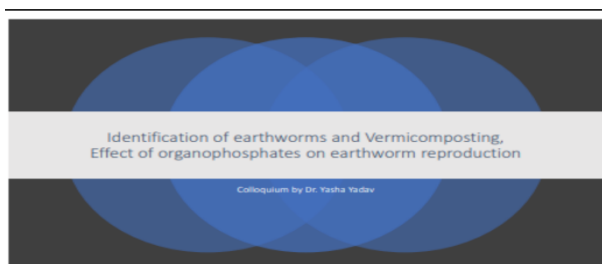 Identification of earthworms and Vermicomposting,
Effect of organophosphates on earthworm reproduction
Colloquium by Dr. Yasha Yadav